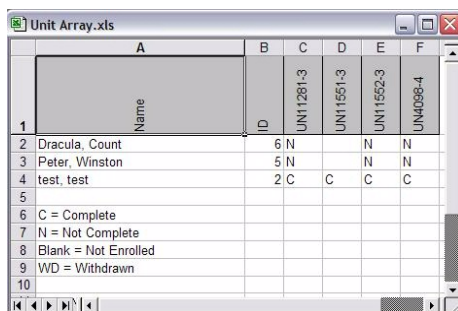 Unit Array.xls
A B C D E F
1 Name ID UN11281-3 UN11551-3 UN11552-3 UN4098-4
2 Dracula, Count 6 N N N
3 Peter, Winston 5 N N N
4 test, test 2 C C C C
5
6 C = Complete
7 N = Not Complete
8 Blank = Not Enrolled
9 WD = Withdrawn
10